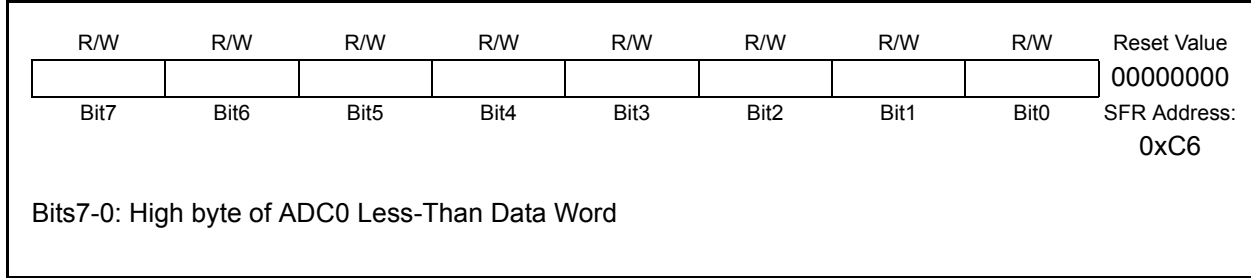 R/W R/W R/W R/W R/W R/W R/W R/W Reset Value
00000000
Bit7 Bit6 Bit5 Bit4 Bit3 Bit2 Bit1 Bit0 SFR Address:
0xC6
Bits7-0: High byte of ADC0 Less-Than Data Word